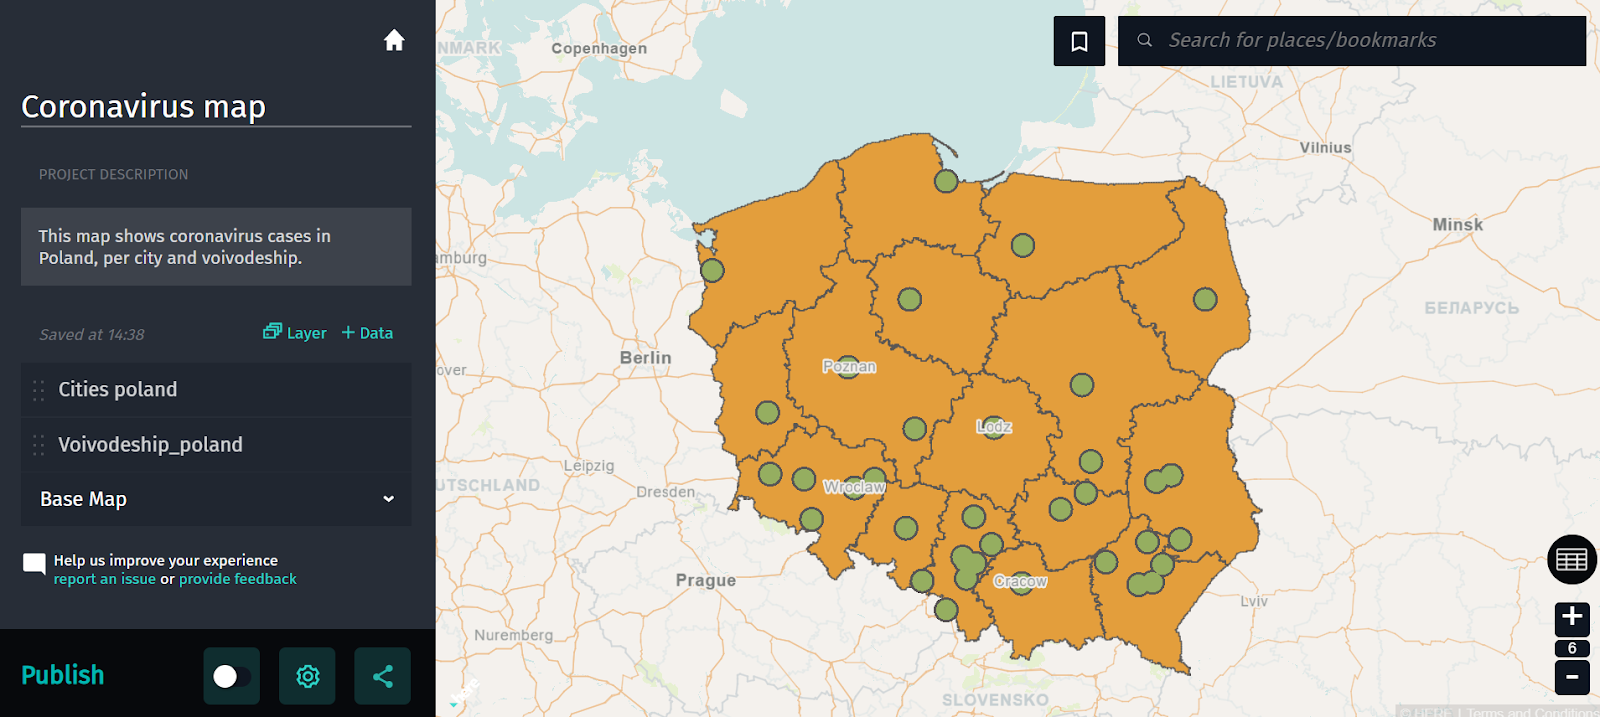 Coronavirus map
PROJECT DESCRIPTION
This map shows coronavirus cases in
Poland, per city and voivodeship.
Saved at 14:38
Layer
+ Data
Cities poland
Voivodeship_poland
Base Map
Help us improve your experience
report an issue or provide feedback
Publish
Search for places/bookmarks
NMARK
Copenhagen
LIETUVA
Vilnius
Minsk
amburg
БЕЛАРУСЬ
Berlin
over
Poznan
Lodz
Leipzig
UTSCHLAND
Dresden
Wroclaw
Prague
Cracow
Lviv
Nuremberg
SLOVENSKO
+
6
-
here
© HERE | Terms and Conditions